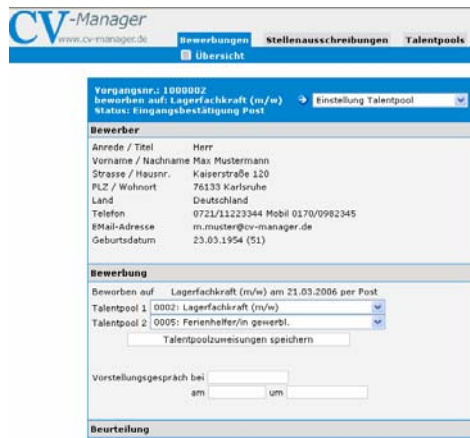 CV-Manager
www.cv-manager.de
Bewerbungen Stellenausschreibungen Talentpools
Übersicht
Vorgangsnr.: 1000002
beworben auf: Lagerfachkraft (m/w) Einstellung Talentpool
Status: Eingangsbestätigung Post
Bewerber
Anrede / Titel Herr
Vorname / Nachname Max Mustermann
Strasse / Hausnr. Kaiserstraße 120
PLZ / Wohnort 76133 Karlsruhe
Land Deutschland
Telefon 0721/11223344 Mobil 0170/0982345
EMail-Adresse m.muster@cv-manager.de
Geburtsdatum 23.03.1954 (51)
Bewerbung
Beworben auf Lagerfachkraft (m/w) am 21.03.2006 per Post
Talentpool 1 0002: Lagerfachkraft (m/w)
Talentpool 2 0005: Ferienhelfer/in gewerbl.
Talentpoolzuweisungen speichern
Vorstellungsgespräch bei
am um
Beurteilung